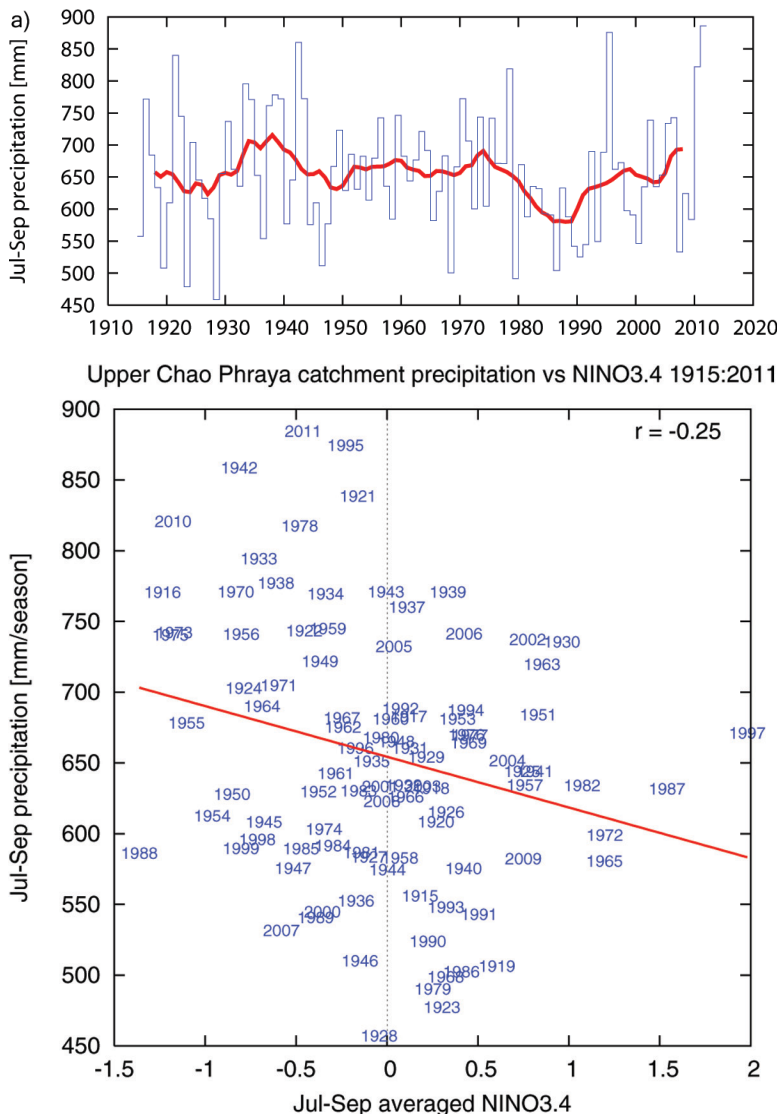 a)
Jul-Sep precipitation [mm]
900
850
800
750
700
650
600
550
500
450
1910 1920 1930 1940 1950 1960 1970 1980 1990 2000 2010 2020
Upper Chao Phraya catchment precipitation vs NINO3.4 1915:2011
r = -0.25
Jul-Sep precipitation [mm/season]
900
850
800
750
700
650
600
550
500
450
2011
1995
1942
1921
2010
1978
1933
1938
1916 1970 1934 1943 1939
1937
1973
1975 1956 1922 1959 2006
2002 1930
2005
1949 1963
1924 1971
1964 1992 1994
1955 1967 1917 1953 1951
1962
1997
1980 1948
1996 1931 1969
1935 1929 2004
1961 1941
1950 1952 1983 1918 1957 1982 1987
1966
1954 1945 1926
1920
1974 1972
1998
1999 1985 1984
1988 1981
1927 1958 2009 1965
1947 1944 1940
1936 1915
2000 1993
1989 1991
2007
1990
1946
1919
1986
1968
1979
1923
1928
-1.5 -1 -0.5 0 0.5 1 1.5 2
Jul-Sep averaged NINO3.4